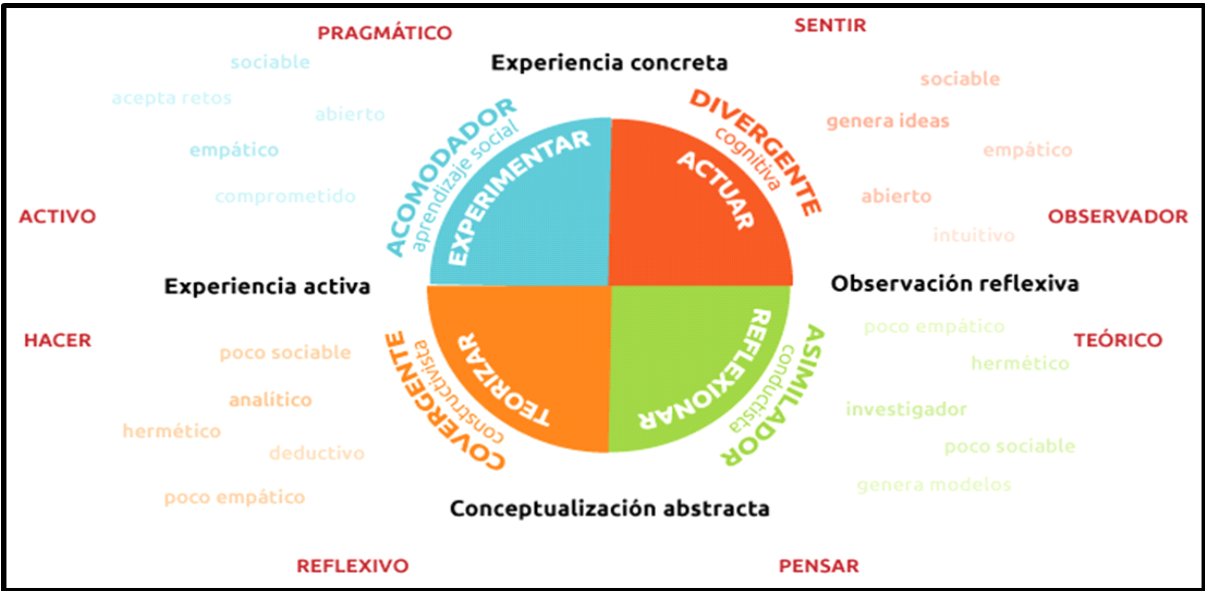 PRAGMÁTICO
SENTIR
sociable
acepta retos
abierto
empático
comprometido
Experiencia concreta
sociable
genera ideas
empático
abierto
intuitivo
ACOMODADOR
aprendizaje social
EXPERIMENTAR
DIVERGENTE
cognitiva
ACTUAR
ACTIVO
OBSERVADOR
Experiencia activa
Observación reflexiva
HACER
TEÓRICO
poco sociable
analítico
hermético
deductivo
poco empático
COVERGENTE
constructivista
TEORIZAR
REFLEXIONAR
ASIMILADOR
conductista
poco empático
hermético
investigador
poco sociable
genera modelos
Conceptualización abstracta
REFLEXIVO
PENSAR